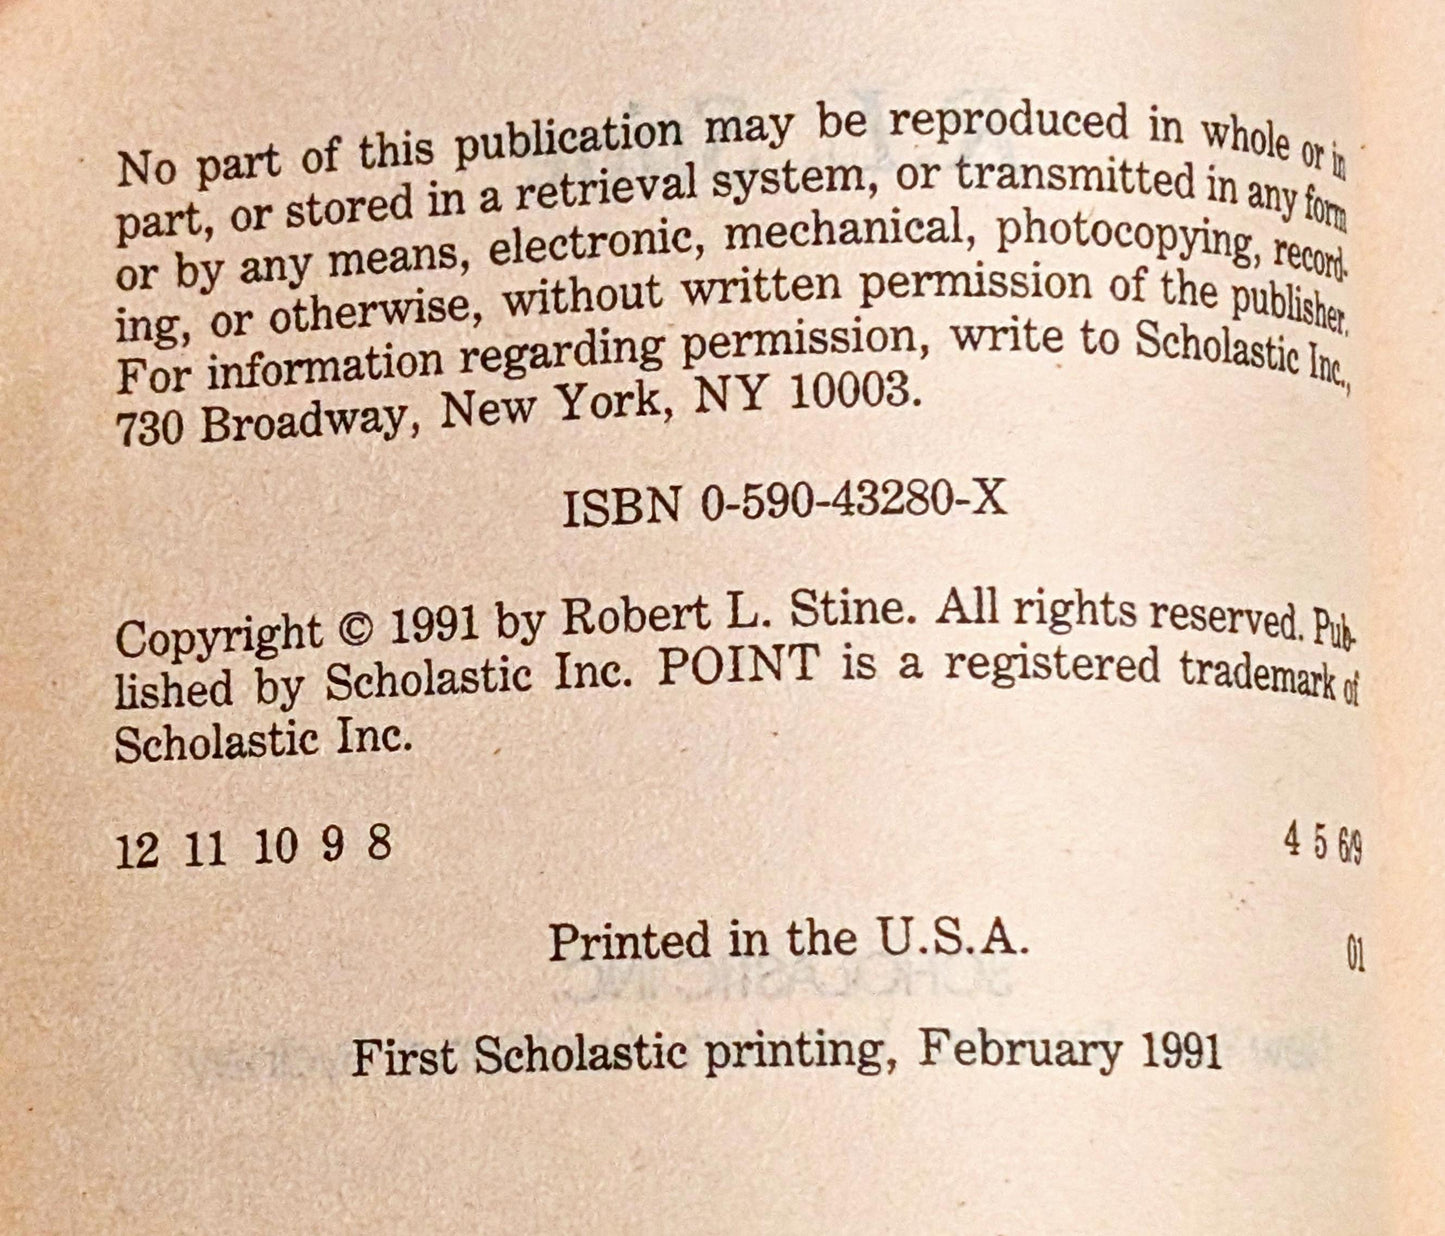 No part of this publication may be reproduced in whole or in
part, or stored in a retrieval system, or transmitted in any form
or by any means, electronic, mechanical, photocopying, record-
ing, or otherwise, without written permission of the publisher.
For information regarding permission, write to Scholastic Inc.,
730 Broadway, New York, NY 10003.
ISBN 0-590-43280-X
Copyright © 1991 by Robert L. Stine. All rights reserved. Pub-
lished by Scholastic Inc. POINT is a registered trademark of
Scholastic Inc.
12 11 10 9 8 4 5 6/9
Printed in the U.S.A. 01
First Scholastic printing, February 1991